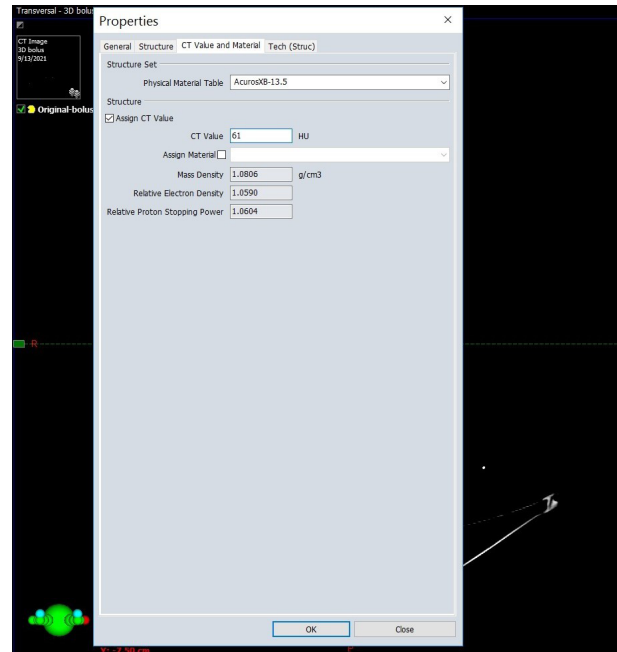 Transversal - 3D bolus
Properties
CT Image
3D bolus
9/13/2021
Original-bolus
General Structure CT Value and Material Tech (Struc)
Structure Set
Physical Material Table AcurosXB-13.5
Structure
Assign CT Value
CT Value 61 HU
Assign Material
Mass Density 1.0806 g/cm3
Relative Electron Density 1.0590
Relative Proton Stopping Power 1.0604
R
OK Close
Y: -7.50 cm